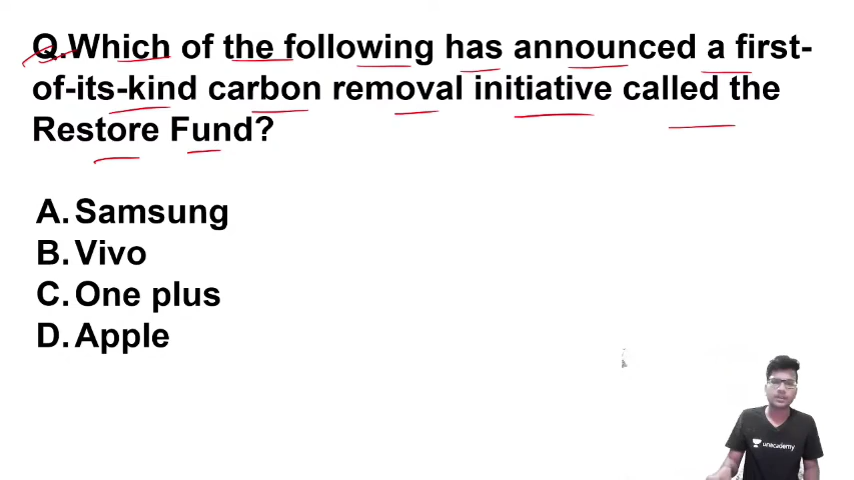 Q.Which of the following has announced a first-
of-its-kind carbon removal initiative called the
Restore Fund?
A. Samsung
B. Vivo
C. One plus
D. Apple
unacademy